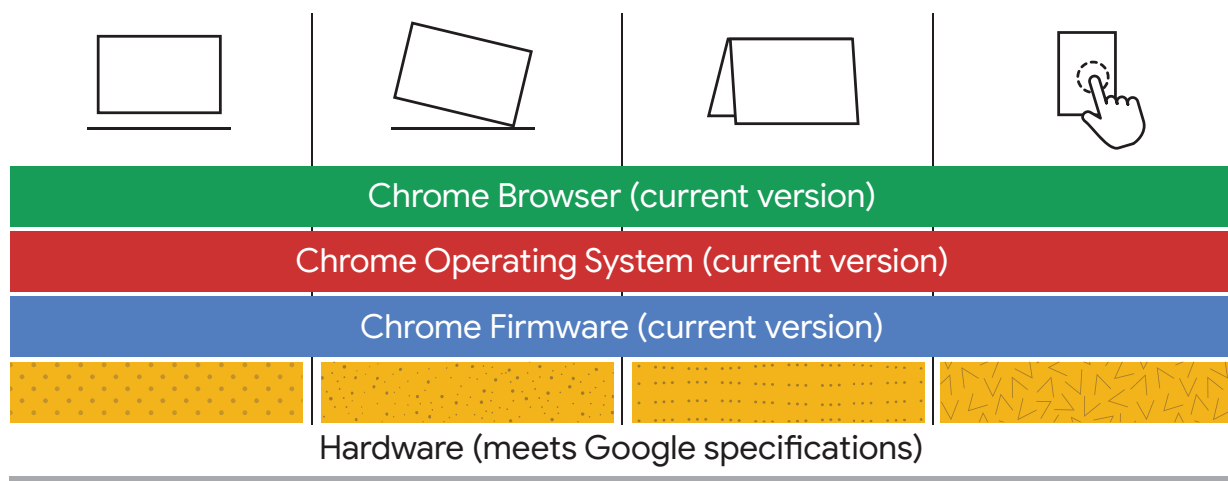 Chrome Browser (current version)
Chrome Operating System (current version)
Chrome Firmware (current version)
Hardware (meets Google specifications)